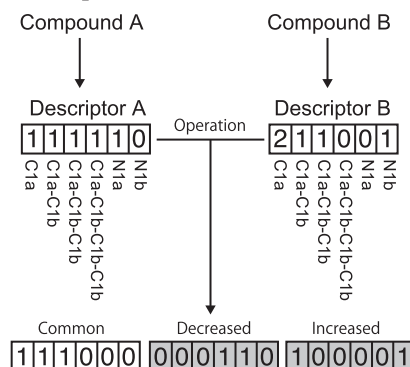 Compound A
Compound B
Descriptor A
Operation
Descriptor B
1 1 1 1 1 0
2 1 1 0 0 1
C1a
C1a-C1b
C1a-C1b-C1b
C1a-C1b-C1b-C1b
N1a
N1b
C1a
C1a-C1b
C1a-C1b-C1b
C1a-C1b-C1b-C1b
N1a
N1b
Common
Decreased
Increased
1 1 1 0 0 0
0 0 0 1 1 0
1 0 0 0 0 1